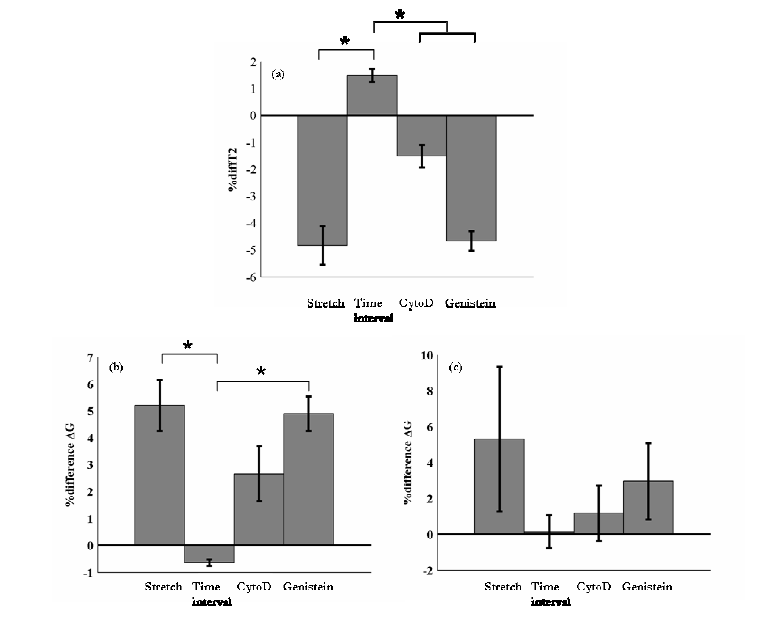 *
*
(a)
2
1
0
-1
-2
-3
-4
-5
-6
%diffT2
Stretch Time CytoD Genistein
interval
(b)
*
*
7
6
5
4
3
2
1
0
-1
%difference ΔG
Stretch Time CytoD Genistein
interval
(c)
10
8
6
4
2
0
-2
%difference ΔG
Stretch Time CytoD Genistein
interval